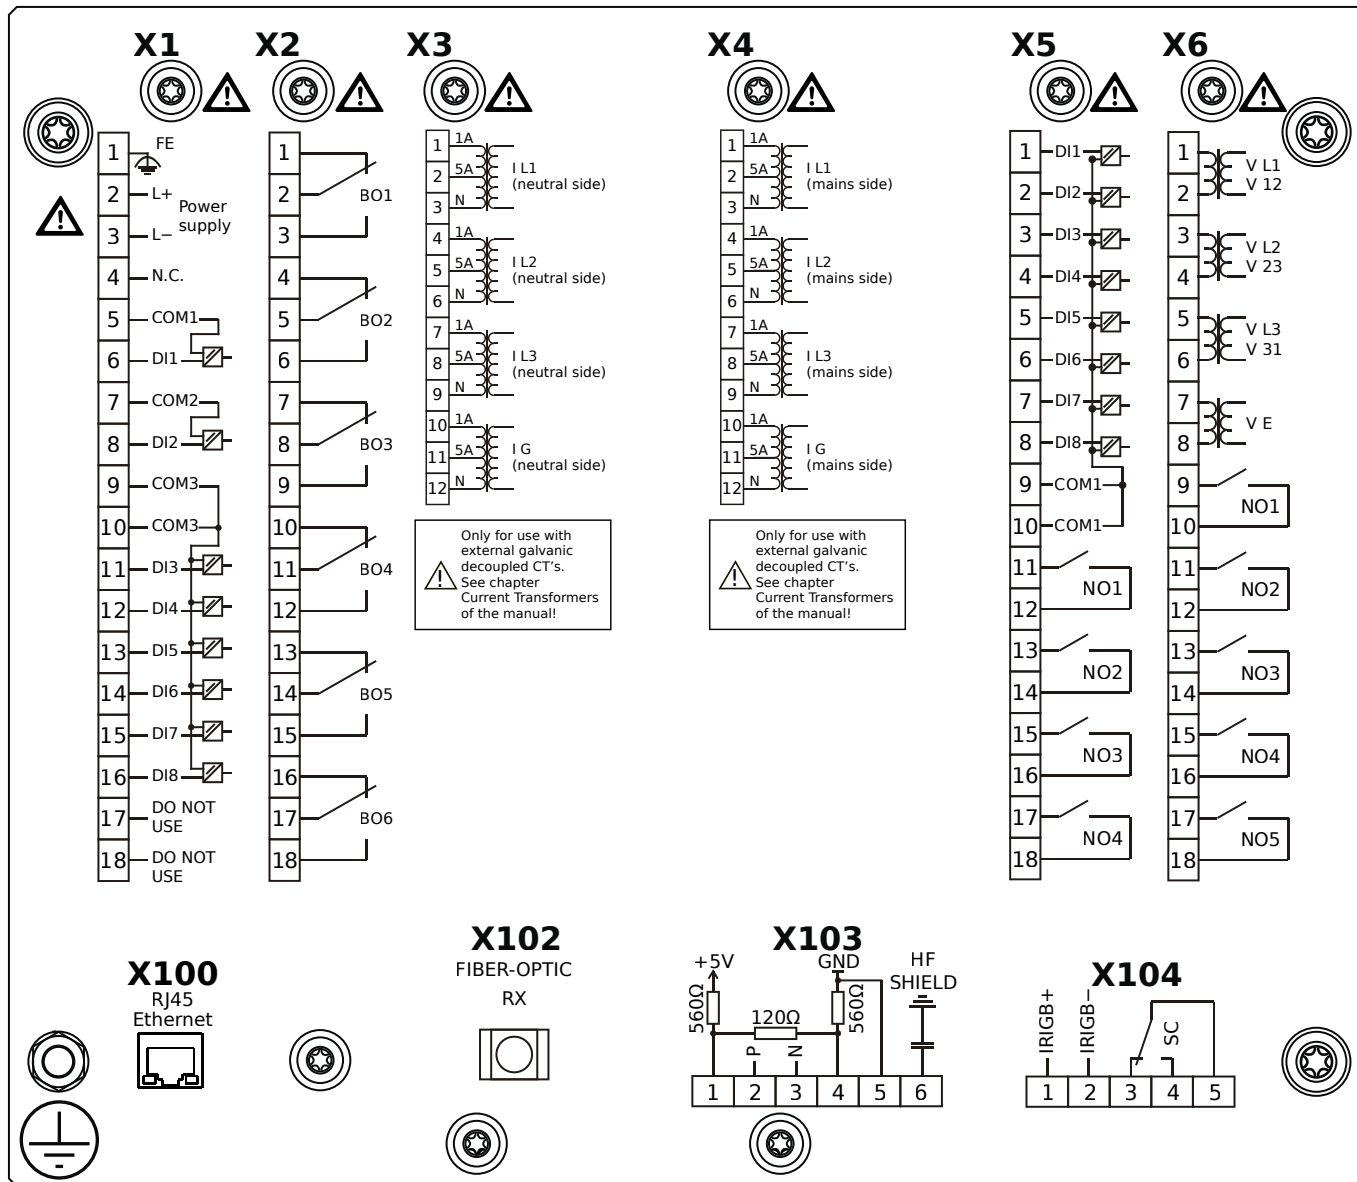 X1
1
FE
2
L+
Power
supply
3
L−
4
N.C.
5
COM1
6
DI1
7
COM2
8
DI2
9
COM3
10
COM3
11
DI3
12
DI4
13
DI5
14
DI6
15
DI7
16
DI8
17
DO NOT
USE
18
DO NOT
USE
X2
1
2
BO1
3
4
5
BO2
6
7
8
BO3
9
10
11
BO4
12
13
14
BO5
15
16
17
BO6
18
X3
1
1A
2
5A
I L1
(neutral side)
3
N
4
1A
5
5A
I L2
(neutral side)
6
N
7
1A
8
5A
I L3
(neutral side)
9
N
10
1A
11
5A
I G
(neutral side)
12
N
Only for use with
external galvanic
decoupled CT's.
See chapter
Current Transformers
of the manual!
X4
1
1A
2
5A
I L1
(mains side)
3
N
4
1A
5
5A
I L2
(mains side)
6
N
7
1A
8
5A
I L3
(mains side)
9
N
10
1A
11
5A
I G
(mains side)
12
N
Only for use with
external galvanic
decoupled CT's.
See chapter
Current Transformers
of the manual!
X5
1
DI1
2
DI2
3
DI3
4
DI4
5
DI5
6
DI6
7
DI7
8
DI8
9
COM1
10
COM1
11
NO1
12
13
NO2
14
15
NO3
16
17
NO4
18
X6
1
V L1
V 12
2
3
V L2
V 23
4
5
V L3
V 31
6
7
V E
8
9
NO1
10
11
NO2
12
13
NO3
14
15
NO4
16
17
NO5
18
X100
RJ45
Ethernet
X102
FIBER-OPTIC
RX
X103
+5V
GND
HF
SHIELD
560Ω
120Ω
560Ω
P
N
1 2 3 4 5 6
X104
IRIGB+
IRIGB−
SC
1 2 3 4 5